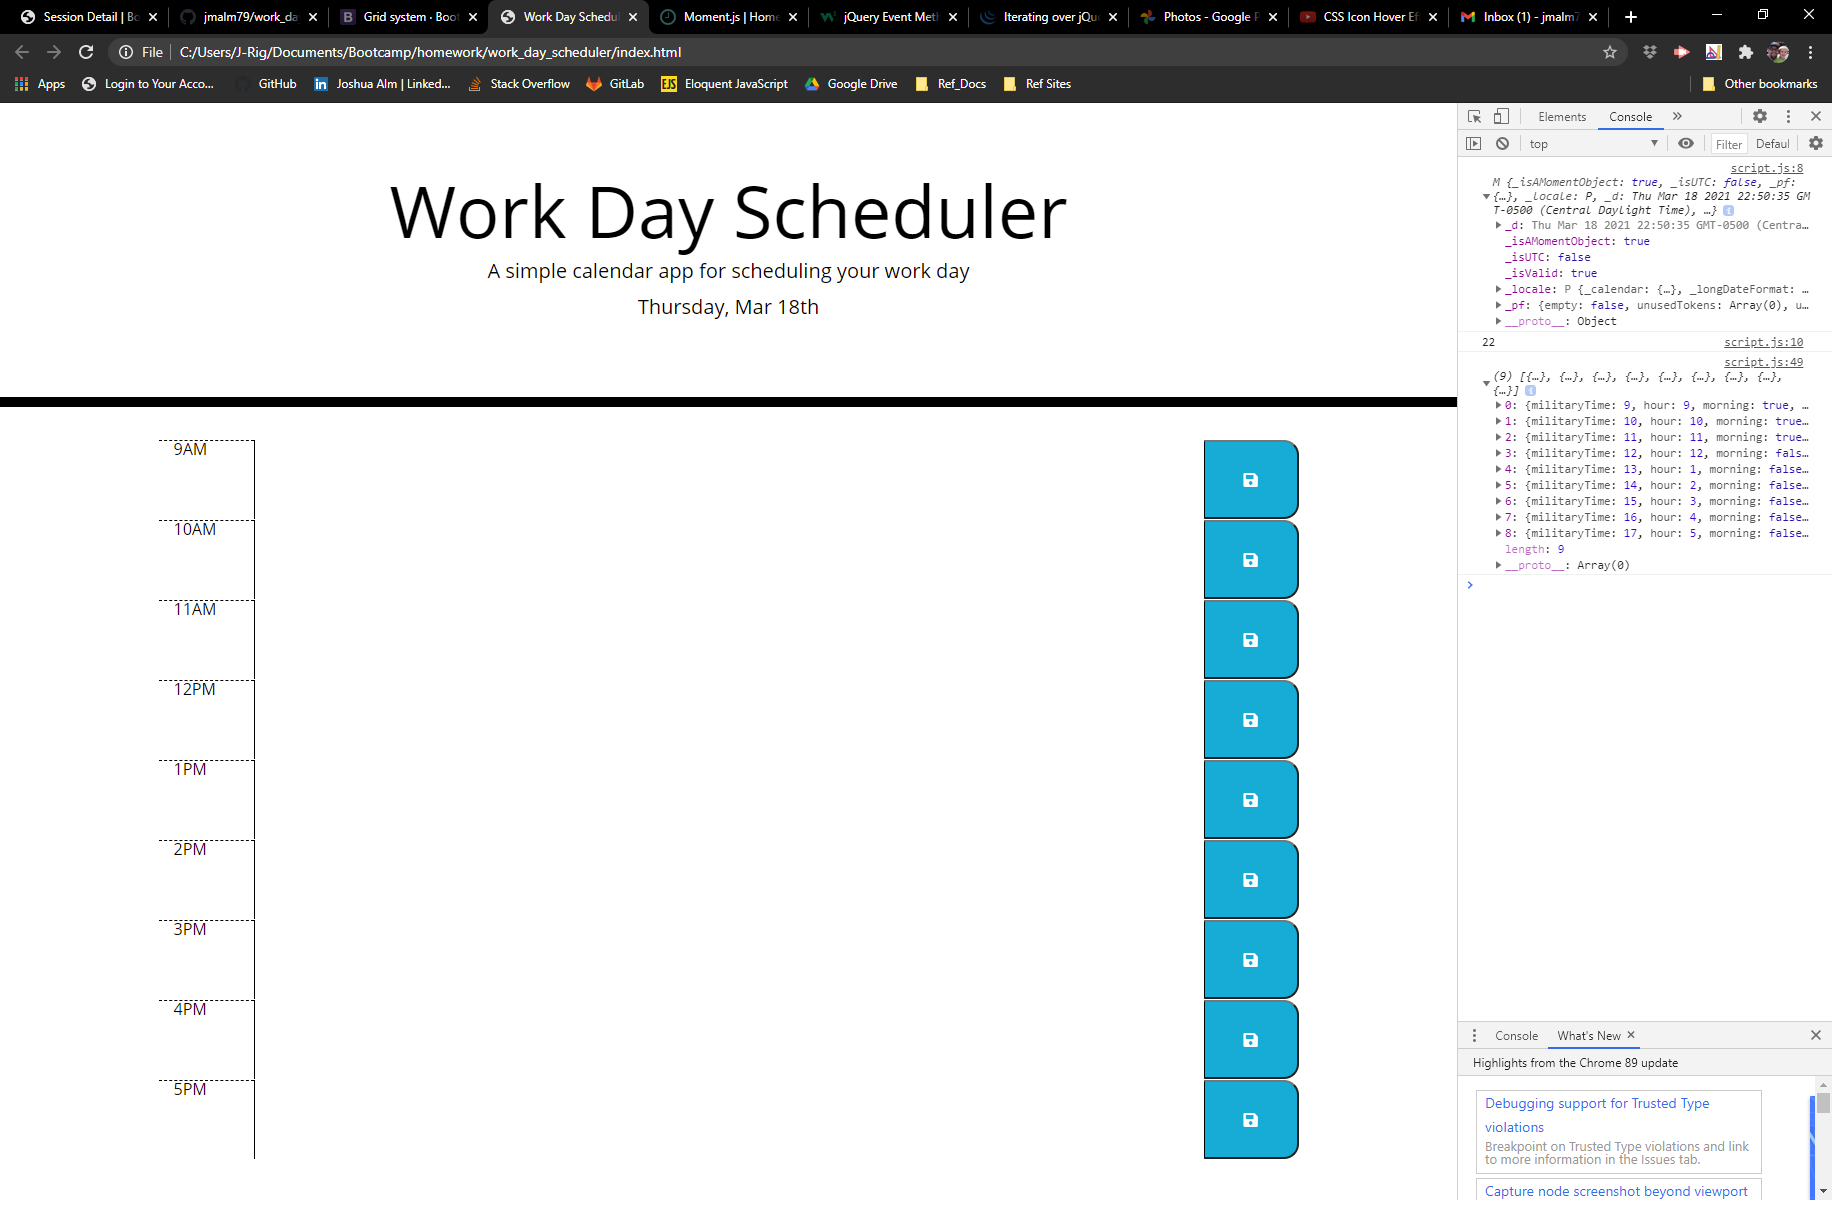 Session Detail | Bo
jmalm79/work_da
Grid system · Boot
Work Day Schedul
Moment.js | Home
jQuery Event Meth
Iterating over jQu
Photos - Google P
CSS Icon Hover Ef
Inbox (1) - jmalm7
File
C:/Users/J-Rig/Documents/Bootcamp/homework/work_day_scheduler/index.html
Apps
Login to Your Acco...
GitHub
Joshua Alm | Linked...
Stack Overflow
GitLab
EJS
Eloquent JavaScript
Google Drive
Ref_Docs
Ref Sites
Other bookmarks
Work Day Scheduler
A simple calendar app for scheduling your work day
Thursday, Mar 18th
9AM
10AM
11AM
12PM
1PM
2PM
3PM
4PM
5PM
Elements
Console
top
Filter
Defaul
script.js:8
M {_isAMomentObject: true, _isUTC: false, _pf:
{…}, _locale: P, _d: Thu Mar 18 2021 22:50:35 GM
T-0500 (Central Daylight Time), …}
_d: Thu Mar 18 2021 22:50:35 GMT-0500 (Centra…
_isAMomentObject: true
_isUTC: false
_isValid: true
_locale: P {_calendar: {…}, _longDateFormat: …
_pf: {empty: false, unusedTokens: Array(0), u…
__proto__: Object
22
script.js:10
script.js:49
(9) [{…}, {…}, {…}, {…}, {…}, {…}, {…}, {…},
{…}]
0: {militaryTime: 9, hour: 9, morning: true, …
1: {militaryTime: 10, hour: 10, morning: true…
2: {militaryTime: 11, hour: 11, morning: true…
3: {militaryTime: 12, hour: 12, morning: fals…
4: {militaryTime: 13, hour: 1, morning: false…
5: {militaryTime: 14, hour: 2, morning: false…
6: {militaryTime: 15, hour: 3, morning: false…
7: {militaryTime: 16, hour: 4, morning: false…
8: {militaryTime: 17, hour: 5, morning: false…
length: 9
__proto__: Array(0)
Console
What's New
Highlights from the Chrome 89 update
Debugging support for Trusted Type
violations
Breakpoint on Trusted Type violations and link
to more information in the Issues tab.
Capture node screenshot beyond viewport